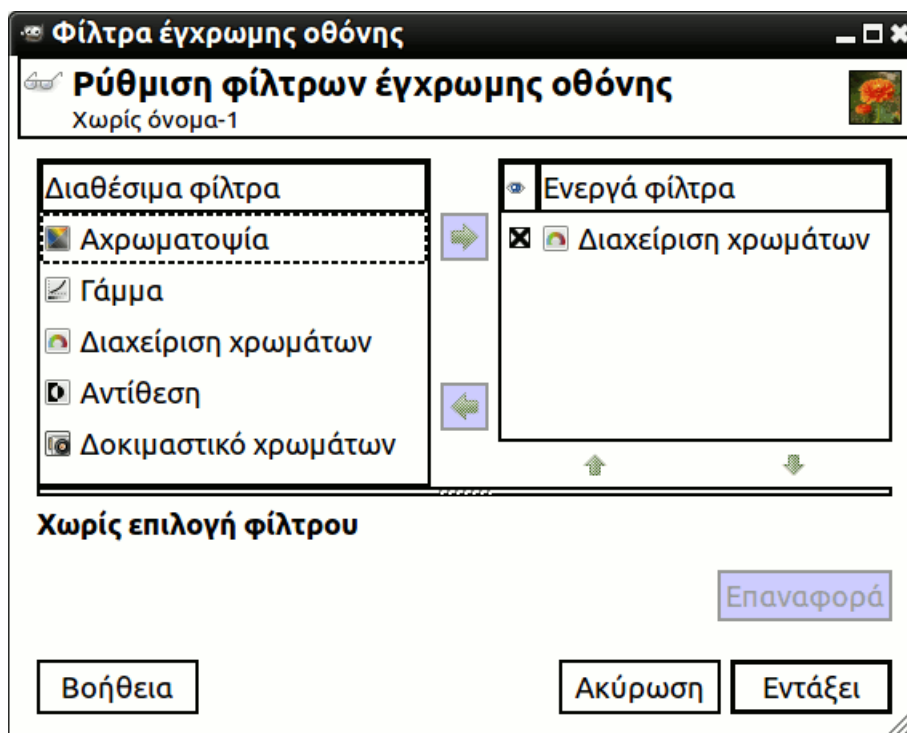 Φίλτρα έγχρωμης οθόνης
Ρύθμιση φίλτρων έγχρωμης οθόνης
Χωρίς όνομα-1
Διαθέσιμα φίλτρα
Αχρωματοψία
Γάμμα
Διαχείριση χρωμάτων
Αντίθεση
Δοκιμαστικό χρωμάτων
Ενεργά φίλτρα
Διαχείριση χρωμάτων
Χωρίς επιλογή φίλτρου
Επαναφορά
Βοήθεια
Ακύρωση
Εντάξει